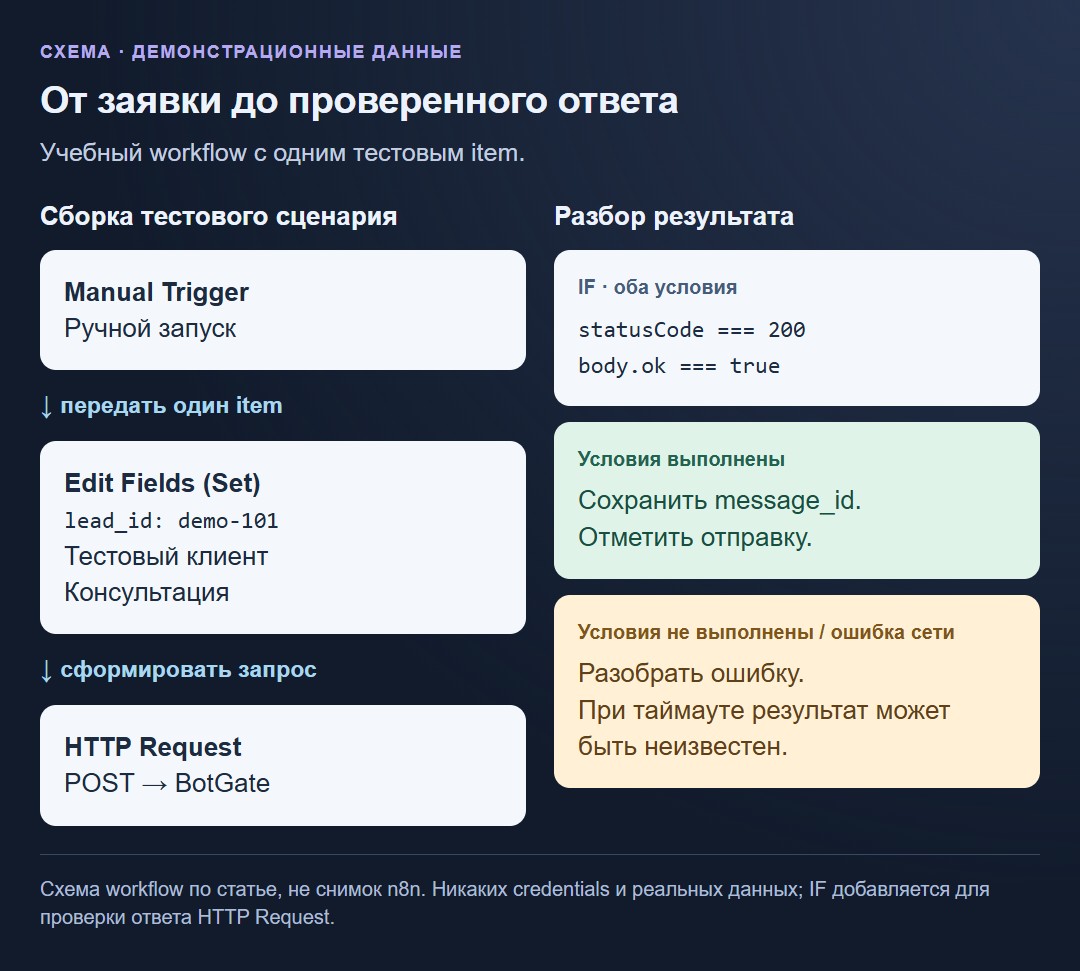 СХЕМА · ДЕМОНСТРАЦИОННЫЕ ДАННЫЕ
От заявки до проверенного ответа
Учебный workflow с одним тестовым item.
Сборка тестового сценария
Manual Trigger
Ручной запуск
↓ передать один item
Edit Fields (Set)
lead_id: demo-101
Тестовый клиент
Консультация
↓ сформировать запрос
HTTP Request
POST → BotGate
Разбор результата
IF · оба условия
statusCode === 200
body.ok === true
Условия выполнены
Сохранить message_id.
Отметить отправку.
Условия не выполнены / ошибка сети
Разобрать ошибку.
При таймауте результат может
быть неизвестен.
Схема workflow по статье, не снимок n8n. Никаких credentials и реальных данных; IF добавляется для
проверки ответа HTTP Request.